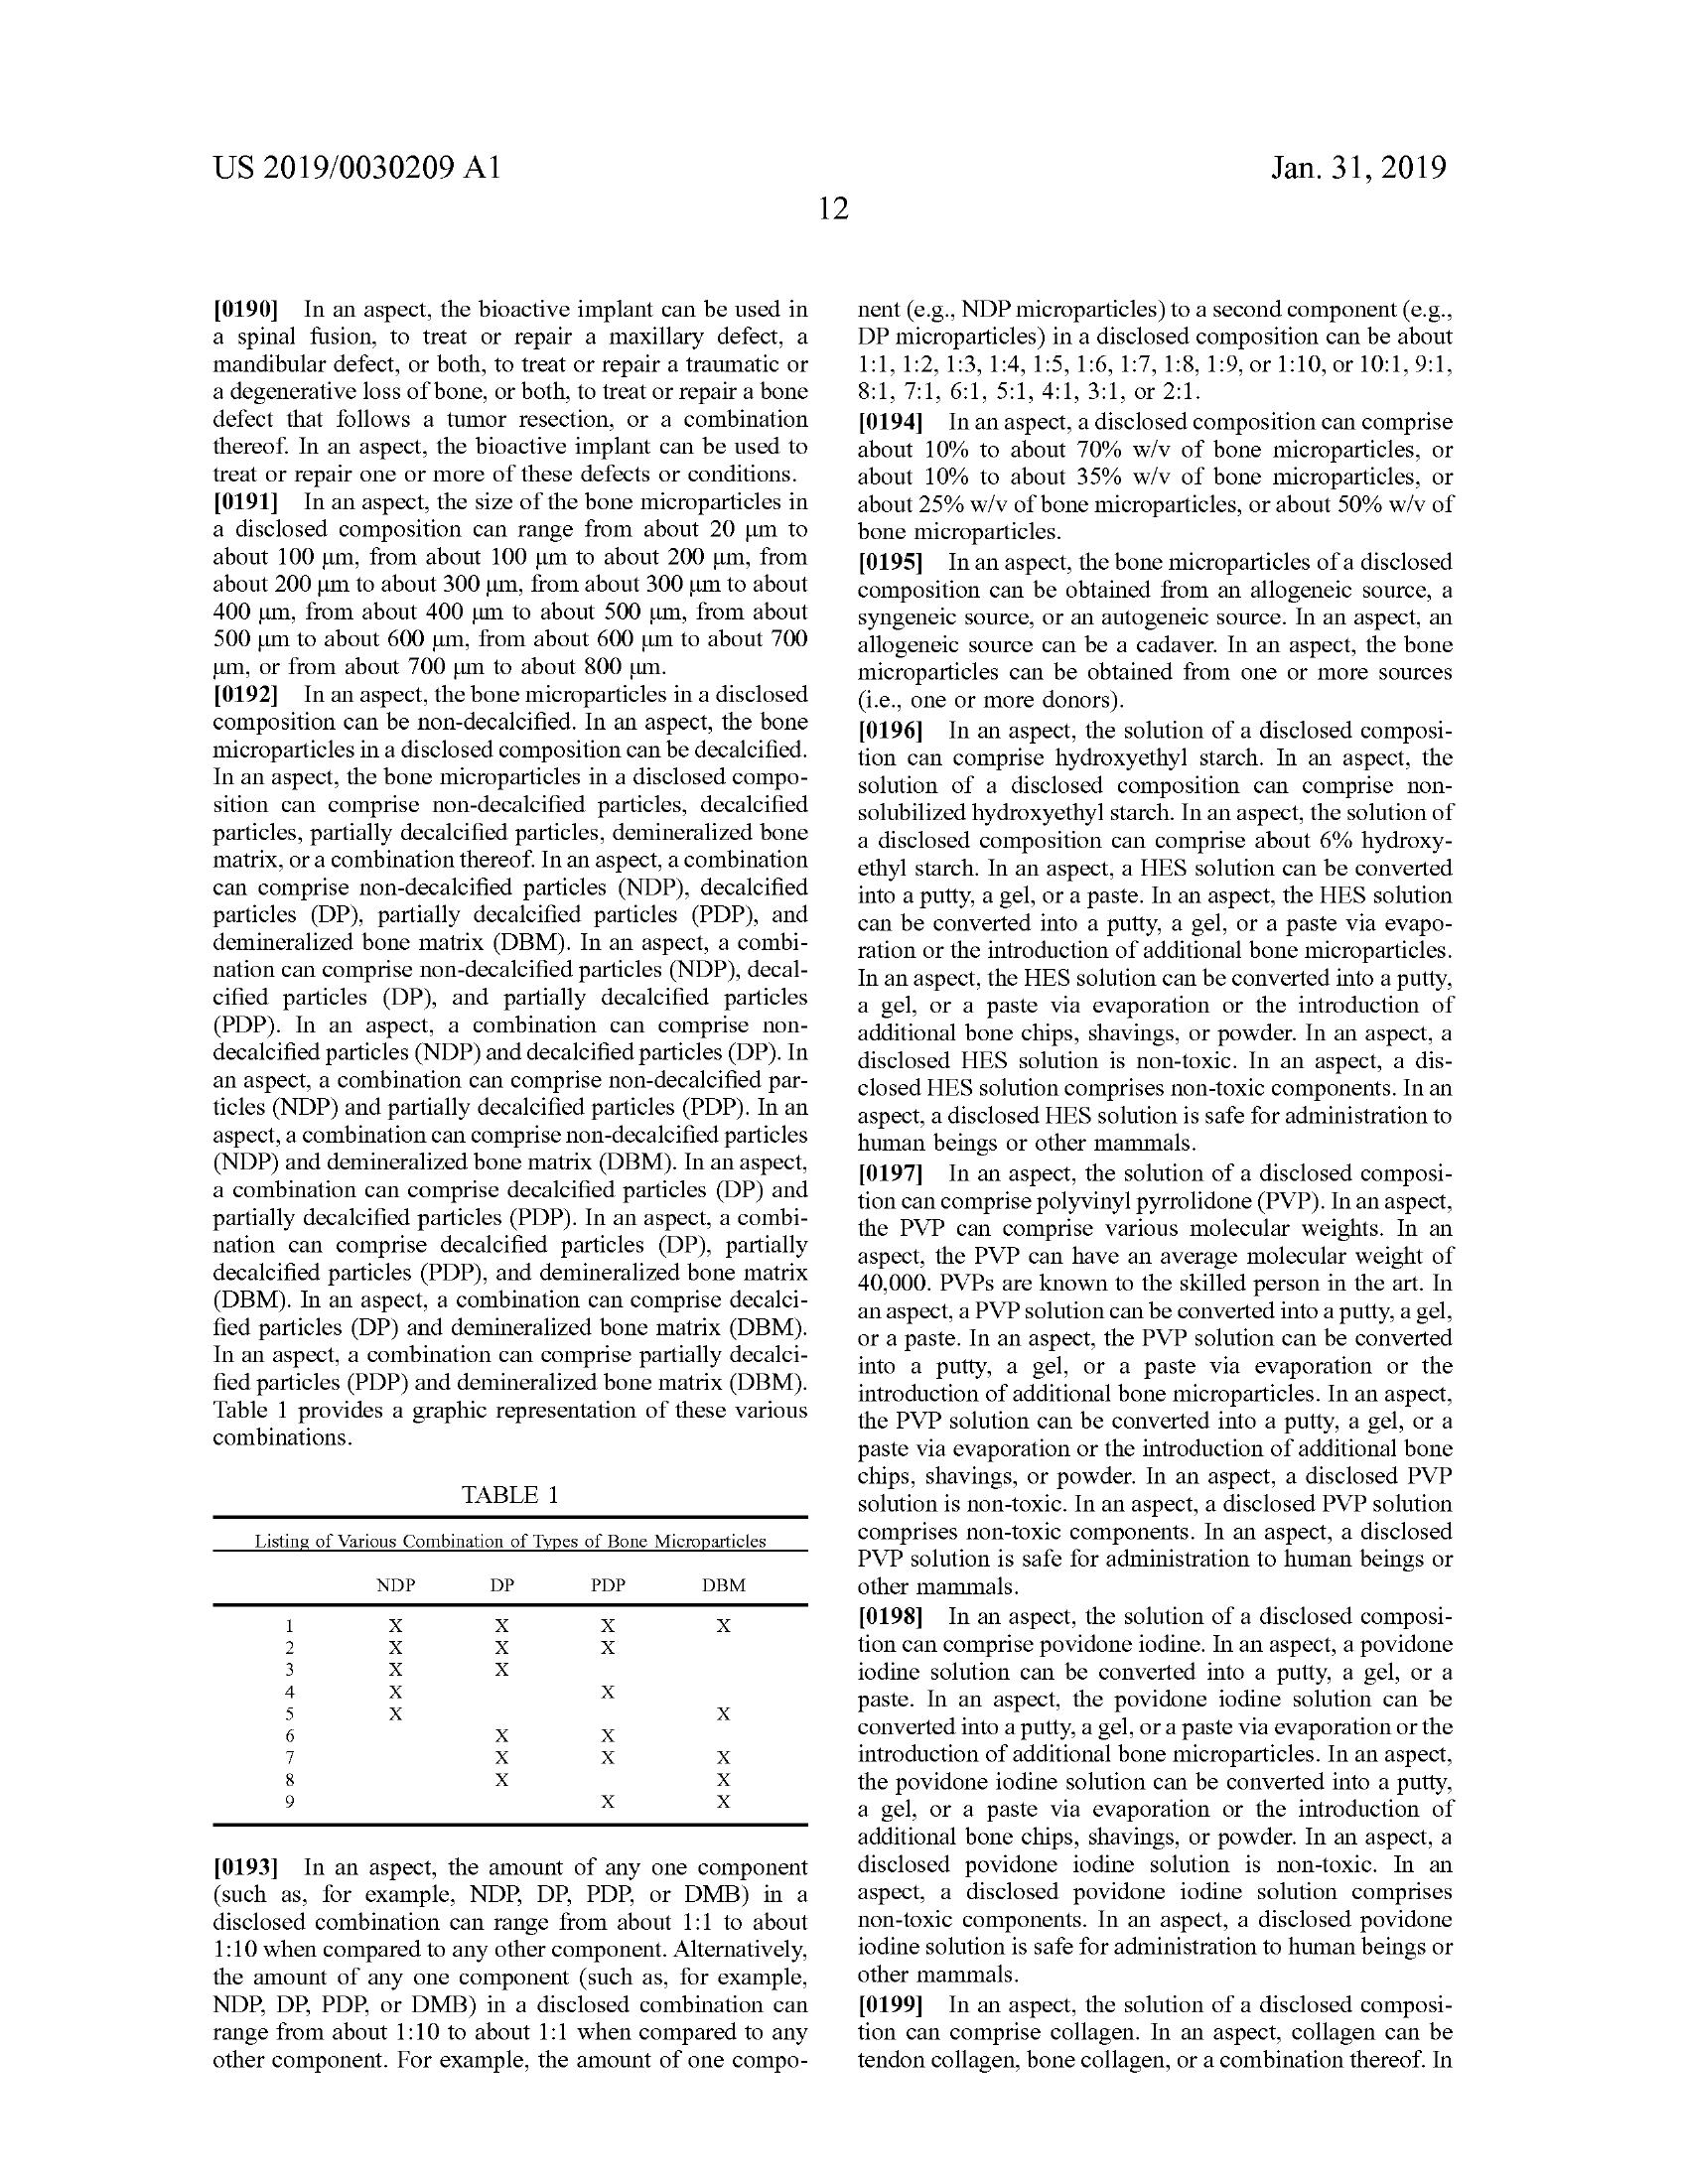 US 2019/0030209 A1
Jan. 31, 2019
12
[0190] In an aspect, the bioactive implant can be used in
a spinal fusion, to treat or repair a maxillary defect, a
mandibular defect, or both, to treat or repair a traumatic or
a degenerative loss of bone, or both, to treat or repair a bone
defect that follows a tumor resection, or a combination
thereof. In an aspect, the bioactive implant can be used to
treat or repair one or more of these defects or conditions.
[0191] In an aspect, the size of the bone microparticles in
a disclosed composition can range from about 20 μm to
about 100 μm, from about 100 μm to about 200 μm, from
about 200 μm to about 300 μm, from about 300 μm to about
400 μm, from about 400 μm to about 500 μm, from about
500 μm to about 600 μm, from about 600 μm to about 700
μm, or from about 700 μm to about 800 μm.
[0192] In an aspect, the bone microparticles in a disclosed
composition can be non-decalcified. In an aspect, the bone
microparticles in a disclosed composition can be decalcified.
In an aspect, the bone microparticles in a disclosed compo-
sition can comprise non-decalcified particles, decalcified
particles, partially decalcified particles, demineralized bone
matrix, or a combination thereof. In an aspect, a combination
can comprise non-decalcified particles (NDP), decalcified
particles (DP), partially decalcified particles (PDP), and
demineralized bone matrix (DBM). In an aspect, a combi-
nation can comprise non-decalcified particles (NDP), decal-
cified particles (DP), and partially decalcified particles
(PDP). In an aspect, a combination can comprise non-
decalcified particles (NDP) and decalcified particles (DP). In
an aspect, a combination can comprise non-decalcified par-
ticles (NDP) and partially decalcified particles (PDP). In an
aspect, a combination can comprise non-decalcified particles
(NDP) and demineralized bone matrix (DBM). In an aspect,
a combination can comprise decalcified particles (DP) and
partially decalcified particles (PDP). In an aspect, a combi-
nation can comprise decalcified particles (DP), partially
decalcified particles (PDP), and demineralized bone matrix
(DBM). In an aspect, a combination can comprise decalci-
fied particles (DP) and demineralized bone matrix (DBM).
In an aspect, a combination can comprise partially decalci-
fied particles (PDP) and demineralized bone matrix (DBM).
Table 1 provides a graphic representation of these various
combinations.
TABLE 1
Listing of Various Combination of Types of Bone Microparticles
NDP DP PDP DBM
1 X X X X
2 X X X
3 X X
4 X X
5 X X
6 X X
7 X X X
8 X X
9 X X
[0193] In an aspect, the amount of any one component
(such as, for example, NDP, DP, PDP, or DMB) in a
disclosed combination can range from about 1:1 to about
1:10 when compared to any other component. Alternatively,
the amount of any one component (such as, for example,
NDP, DP, PDP, or DMB) in a disclosed combination can
range from about 1:10 to about 1:1 when compared to any
other component. For example, the amount of one compo-
nent (e.g., NDP microparticles) to a second component (e.g.,
DP microparticles) in a disclosed composition can be about
1:1, 1:2, 1:3, 1:4, 1:5, 1:6, 1:7, 1:8, 1:9, or 1:10, or 10:1, 9:1,
8:1, 7:1, 6:1, 5:1, 4:1, 3:1, or 2:1.
[0194] In an aspect, a disclosed composition can comprise
about 10% to about 70% w/v of bone microparticles, or
about 10% to about 35% w/v of bone microparticles, or
about 25% w/v of bone microparticles, or about 50% w/v of
bone microparticles.
[0195] In an aspect, the bone microparticles of a disclosed
composition can be obtained from an allogeneic source, a
syngeneic source, or an autogeneic source. In an aspect, an
allogeneic source can be a cadaver. In an aspect, the bone
microparticles can be obtained from one or more sources
(i.e., one or more donors).
[0196] In an aspect, the solution of a disclosed composi-
tion can comprise hydroxyethyl starch. In an aspect, the
solution of a disclosed composition can comprise non-
solubilized hydroxyethyl starch. In an aspect, the solution of
a disclosed composition can comprise about 6% hydroxy-
ethyl starch. In an aspect, a HES solution can be converted
into a putty, a gel, or a paste. In an aspect, the HES solution
can be converted into a putty, a gel, or a paste via evapo-
ration or the introduction of additional bone microparticles.
In an aspect, the HES solution can be converted into a putty,
a gel, or a paste via evaporation or the introduction of
additional bone chips, shavings, or powder. In an aspect, a
disclosed HES solution is non-toxic. In an aspect, a dis-
closed HES solution comprises non-toxic components. In an
aspect, a disclosed HES solution is safe for administration to
human beings or other mammals.
[0197] In an aspect, the solution of a disclosed composi-
tion can comprise polyvinyl pyrrolidone (PVP). In an aspect,
the PVP can comprise various molecular weights. In an
aspect, the PVP can have an average molecular weight of
40,000. PVPs are known to the skilled person in the art. In
an aspect, a PVP solution can be converted into a putty, a gel,
or a paste. In an aspect, the PVP solution can be converted
into a putty, a gel, or a paste via evaporation or the
introduction of additional bone microparticles. In an aspect,
the PVP solution can be converted into a putty, a gel, or a
paste via evaporation or the introduction of additional bone
chips, shavings, or powder. In an aspect, a disclosed PVP
solution is non-toxic. In an aspect, a disclosed PVP solution
comprises non-toxic components. In an aspect, a disclosed
PVP solution is safe for administration to human beings or
other mammals.
[0198] In an aspect, the solution of a disclosed composi-
tion can comprise povidone iodine. In an aspect, a povidone
iodine solution can be converted into a putty, a gel, or a
paste. In an aspect, the povidone iodine solution can be
converted into a putty, a gel, or a paste via evaporation or the
introduction of additional bone microparticles. In an aspect,
the povidone iodine solution can be converted into a putty,
a gel, or a paste via evaporation or the introduction of
additional bone chips, shavings, or powder. In an aspect, a
disclosed povidone iodine solution is non-toxic. In an
aspect, a disclosed povidone iodine solution comprises
non-toxic components. In an aspect, a disclosed povidone
iodine solution is safe for administration to human beings or
other mammals.
[0199] In an aspect, the solution of a disclosed composi-
tion can comprise collagen. In an aspect, collagen can be
tendon collagen, bone collagen, or a combination thereof. In